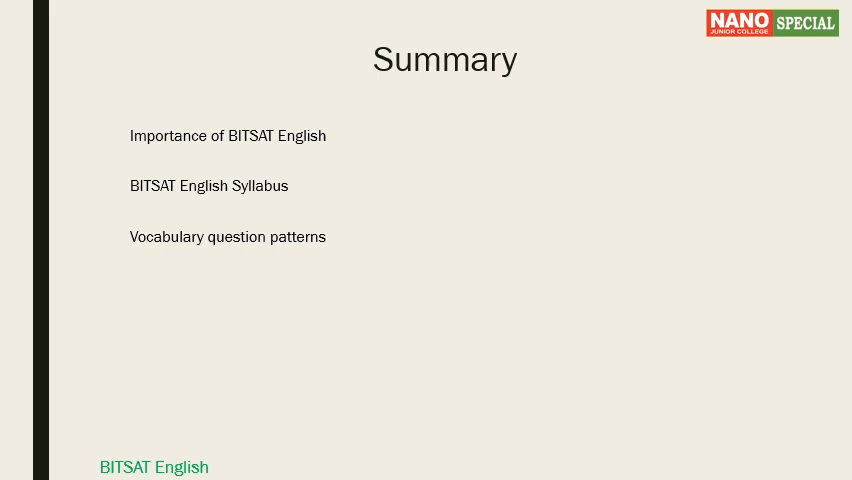 NANO SPECIAL
JUNIOR COLLEGE
Summary
Importance of BITSAT English
BITSAT English Syllabus
Vocabulary question patterns
BITSAT English